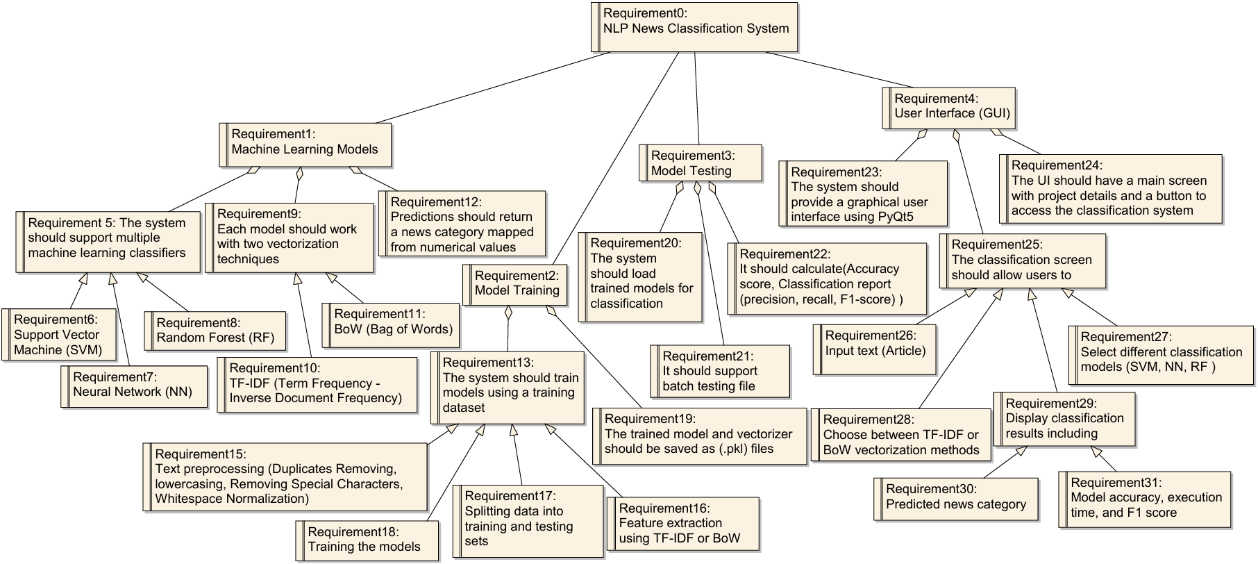 Requirement0:
NLP News Classification System
Requirement4:
User Interface (GUI)
Requirement1:
Machine Learning Models
Requirement3:
Model Testing
Requirement23:
The system should
provide a graphical user
interface using PyQt5
Requirement24:
The UI should have a main screen
with project details and a button to
access the classification system
Requirement 5: The system
should support multiple
machine learning classifiers
Requirement9:
Each model should work
with two vectorization
techniques
Requirement12:
Predictions should return
a news category mapped
from numerical values
Requirement20:
The system
should load
trained models for
classification
Requirement22:
It should calculate(Accuracy
score, Classification report
(precision, recall, F1-score) )
Requirement25:
The classification screen
should allow users to
Requirement2:
Model Training
Requirement6:
Support Vector
Machine (SVM)
Requirement8:
Random Forest (RF)
Requirement11:
BoW (Bag of Words)
Requirement26:
Input text (Article)
Requirement27:
Select different classification
models (SVM, NN, RF )
Requirement7:
Neural Network (NN)
Requirement10:
TF-IDF (Term Frequency -
Inverse Document Frequency)
Requirement13:
The system should train
models using a training
dataset
Requirement21:
It should support
batch testing file
Requirement19:
The trained model and vectorizer
should be saved as (.pkl) files
Requirement28:
Choose between TF-IDF or
BoW vectorization methods
Requirement29:
Display classification
results including
Requirement15:
Text preprocessing (Duplicates Removing,
lowercasing, Removing Special Characters,
Whitespace Normalization)
Requirement18:
Training the models
Requirement17:
Splitting data into
training and testing
sets
Requirement16:
Feature extraction
using TF-IDF or BoW
Requirement30:
Predicted news category
Requirement31:
Model accuracy, execution
time, and F1 score